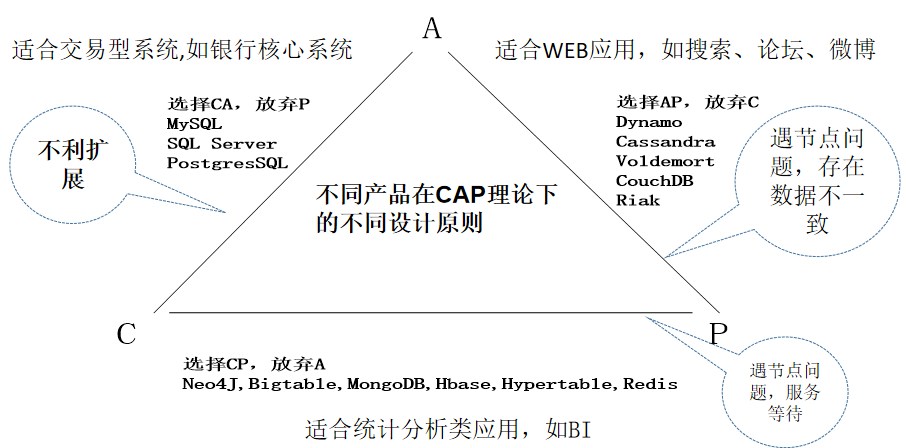 A
适合交易型系统,如银行核心系统
适合WEB应用，如搜索、论坛、微博
选择CA，放弃P
MySQL
SQL Server
PostgresSQL
不利扩
展
选择AP，放弃C
Dynamo
Cassandra
Voldemort
CouchDB
Riak
遇节点问
题，存在
数据不一
致
不同产品在CAP理论下
的不同设计原则
C
P
选择CP，放弃A
Neo4J,Bigtable,MongoDB,Hbase,Hypertable,Redis
遇节点问
题，服务
等待
适合统计分析类应用，如BI